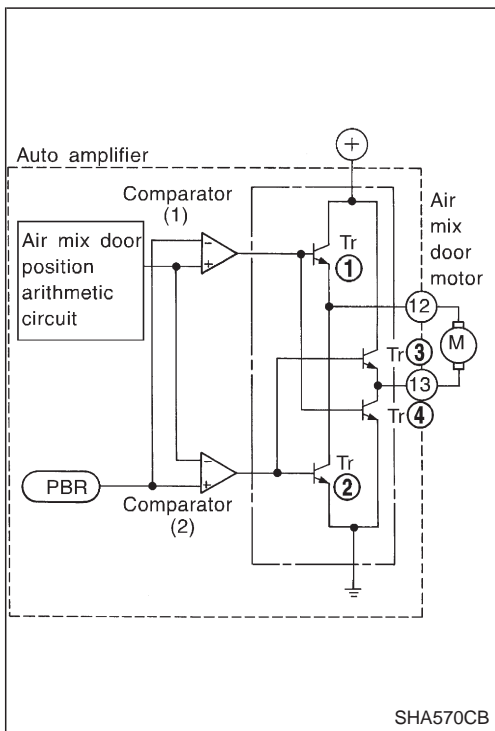 Auto amplifier
Comparator
(1)
Air mix door
position
arithmetic
circuit
-
+
+
Tr
1
Air
mix
door
motor
12
M
Tr 3
13
Tr 4
-
+
Tr
2
PBR
Comparator
(2)
SHA570CB